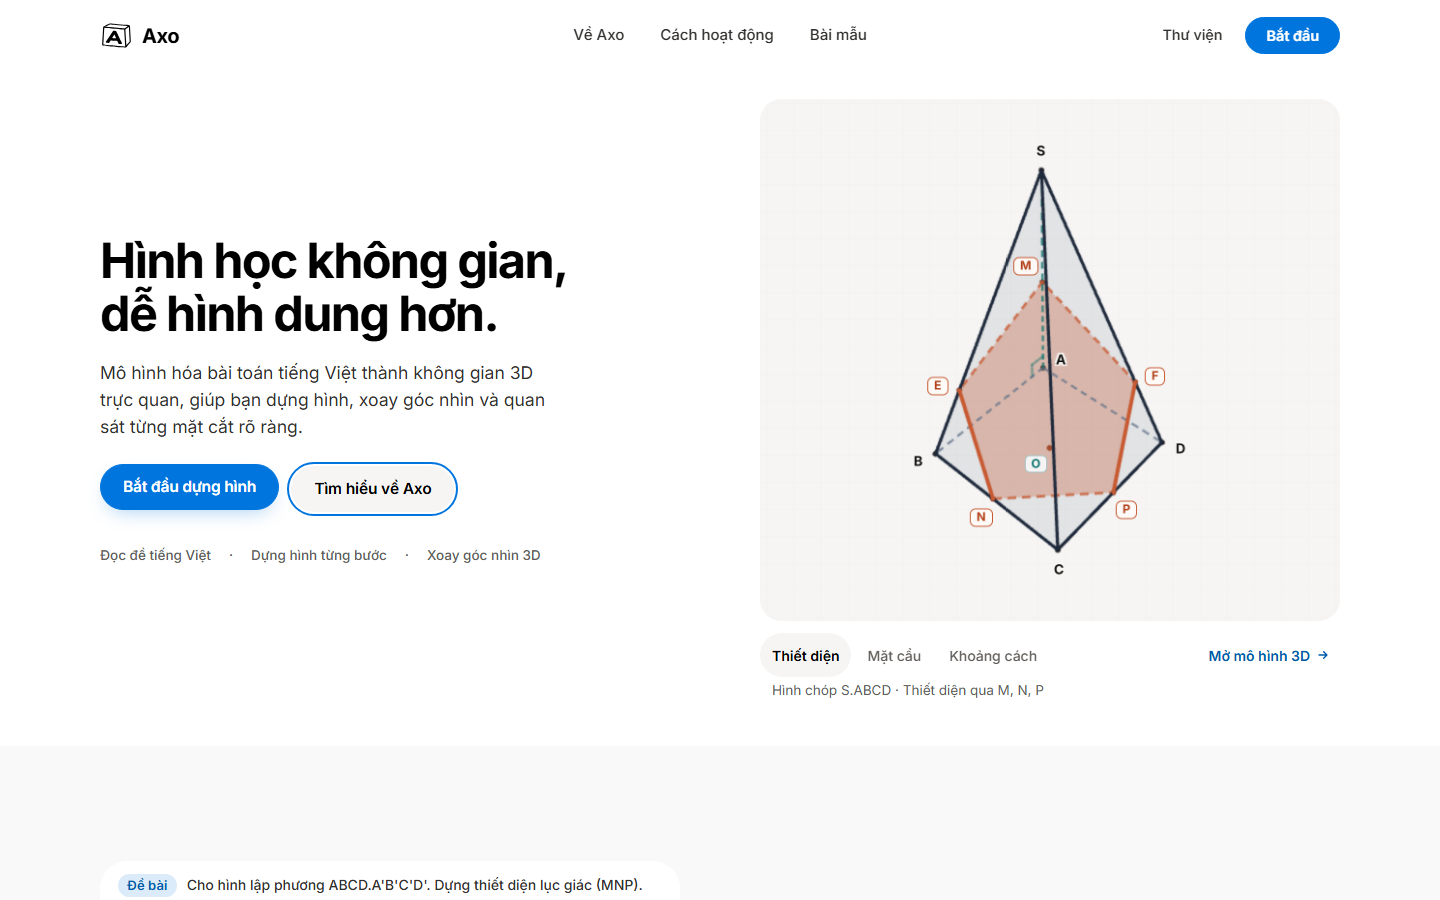 Axo
Về Axo
Cách hoạt động
Bài mẫu
Thư viện
Bắt đầu
Hình học không gian,
dễ hình dung hơn.
Mô hình hóa bài toán tiếng Việt thành không gian 3D
trực quan, giúp bạn dựng hình, xoay góc nhìn và quan
sát từng mặt cắt rõ ràng.
Bắt đầu dựng hình
Tìm hiểu về Axo
Đọc đề tiếng Việt · Dựng hình từng bước · Xoay góc nhìn 3D
S
M
A
E
F
B
D
O
N
P
C
Thiết diện
Mặt cầu
Khoảng cách
Mở mô hình 3D →
Hình chóp S.ABCD · Thiết diện qua M, N, P
Đề bài Cho hình lập phương ABCD.A'B'C'D'. Dựng thiết diện lục giác (MNP).